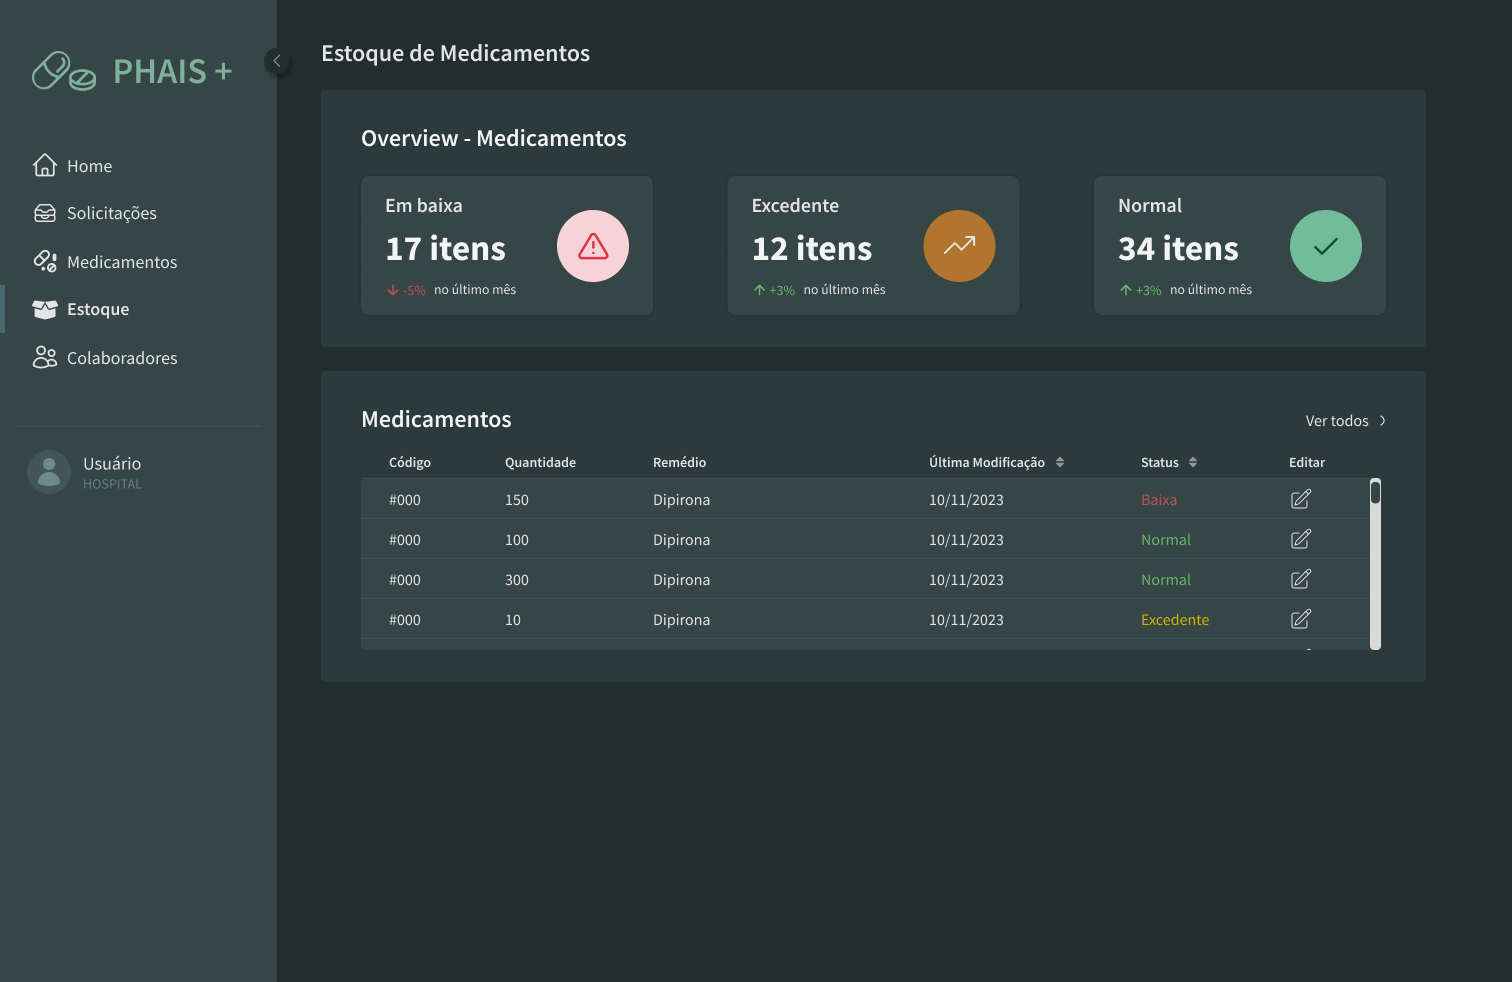 PHAIS +
Home
Solicitações
Medicamentos
Estoque
Colaboradores
Usuário
HOSPITAL
Estoque de Medicamentos
Overview - Medicamentos
Em baixa
17 itens
-5% no último mês
Excedente
12 itens
+3% no último mês
Normal
34 itens
+3% no último mês
Medicamentos
Ver todos
Código Quantidade Remédio Última Modificação Status Editar
#000 150 Dipirona 10/11/2023 Baixa
#000 100 Dipirona 10/11/2023 Normal
#000 300 Dipirona 10/11/2023 Normal
#000 10 Dipirona 10/11/2023 Excedente